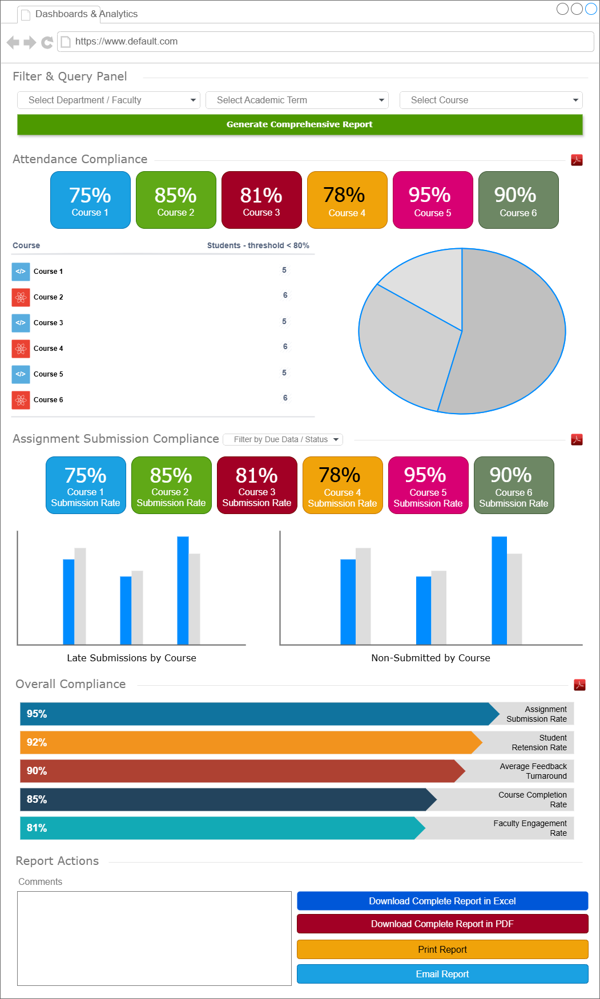 Dashboards & Analytics
https://www.default.com
Filter & Query Panel
Select Department / Faculty
Select Academic Term
Select Course
Generate Comprehensive Report
Attendance Compliance
75%
Course 1
85%
Course 2
81%
Course 3
78%
Course 4
95%
Course 5
90%
Course 6
Course
Students - threshold < 80%
</> Course 1
5
Course 2
6
</> Course 3
5
Course 4
6
</> Course 5
5
Course 6
6
Assignment Submission Compliance
Filter by Due Data / Status
75%
Course 1
Submission Rate
85%
Course 2
Submission Rate
81%
Course 3
Submission Rate
78%
Course 4
Submission Rate
95%
Course 5
Submission Rate
90%
Course 6
Submission Rate
Late Submissions by Course
Non-Submitted by Course
Overall Compliance
95%
Assignment
Submission Rate
92%
Student
Retension Rate
90%
Average Feedback
Turnaround
85%
Course Completion
Rate
81%
Faculty Engagement
Rate
Report Actions
Comments
Download Complete Report in Excel
Download Complete Report in PDF
Print Report
Email Report